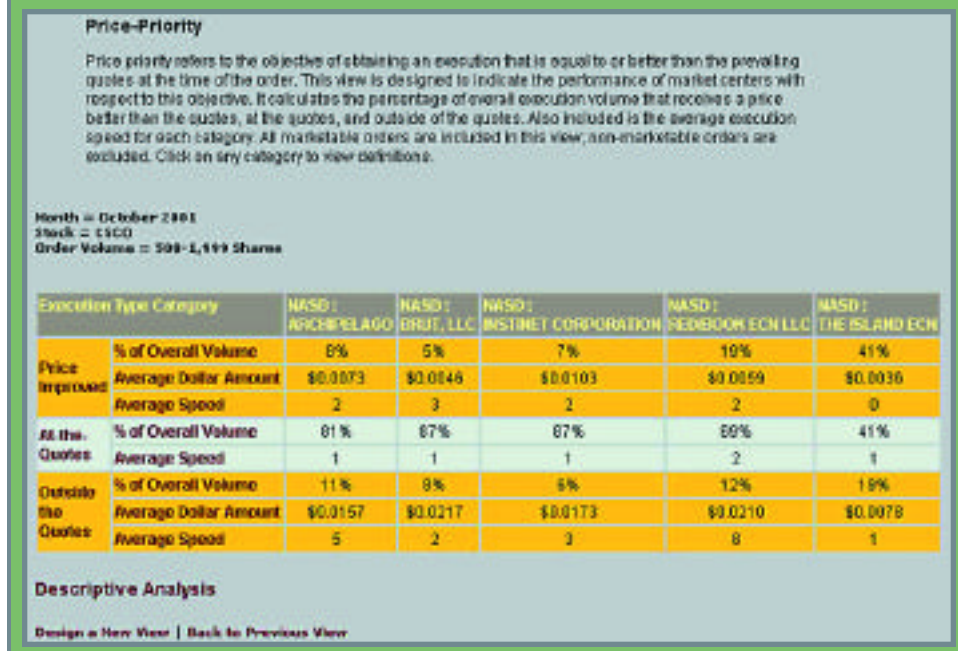 Price-Priority
Price priority refers to the objective of obtaining an execution that is equal to or better than the prevailing
quotes at the time of the order. This view is designed to indicate the performance of market centers with
respect to this objective. It calculates the percentage of overall execution volume that receives a price
better than the quotes, at the quotes, and outside of the quotes. Also included is the average execution
speed for each category. All marketable orders are included in this view; non-marketable orders are
excluded. Click on any category to view definitions.
Month = October 2001
Stock = CSCO
Order Volume = 500-1,999 Shares
Execution Type Category NASD: ARCHIPELAGO NASD: BRUT, LLC NASD: INSTINET CORPORATION NASD: REDIBOOK ECN LLC NASD: THE ISLAND ECN
Price Improved
% of Overall Volume 8% 5% 7% 19% 41%
Average Dollar Amount $0.0073 $0.0046 $0.0103 $0.0059 $0.0036
Average Speed 2 3 2 2 0
At the Quotes
% of Overall Volume 81% 87% 87% 69% 41%
Average Speed 1 1 1 2 1
Outside the Quotes
% of Overall Volume 11% 8% 6% 12% 18%
Average Dollar Amount $0.0157 $0.0217 $0.0173 $0.0210 $0.0078
Average Speed 5 2 3 8 1
Descriptive Analysis
Design a New View | Back to Previous View